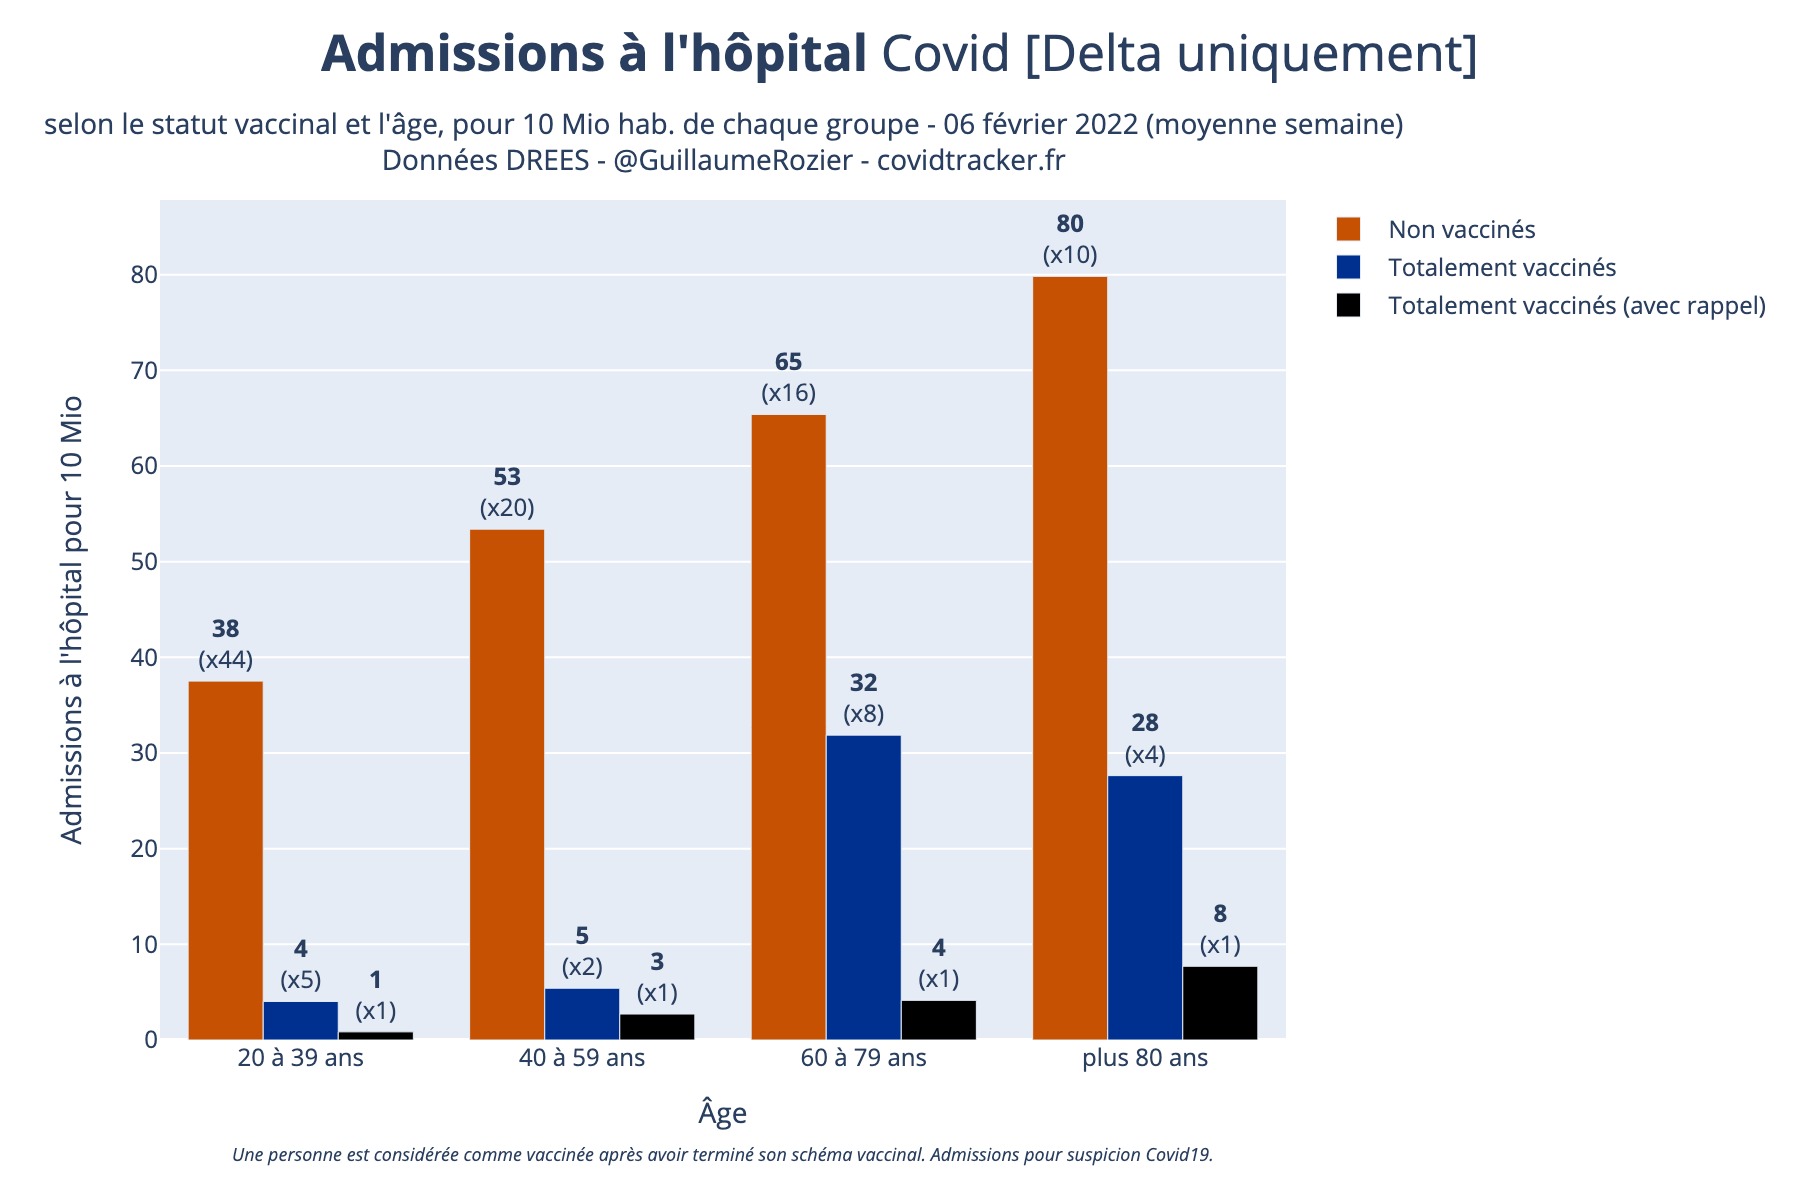 Admissions à l'hôpital Covid [Delta uniquement]
selon le statut vaccinal et l'âge, pour 10 Mio hab. de chaque groupe - 06 février 2022 (moyenne semaine)
Données DREES - @GuillaumeRozier - covidtracker.fr
Non vaccinés
Totalement vaccinés
Totalement vaccinés (avec rappel)
Admissions à l'hôpital pour 10 Mio
80
70
60
50
40
30
20
10
0
38
(x44)
4
(x5)
1
(x1)
53
(x20)
5
(x2)
3
(x1)
65
(x16)
32
(x8)
4
(x1)
80
(x10)
28
(x4)
8
(x1)
20 à 39 ans
40 à 59 ans
60 à 79 ans
plus 80 ans
Âge
Une personne est considérée comme vaccinée après avoir terminé son schéma vaccinal. Admissions pour suspicion Covid19.